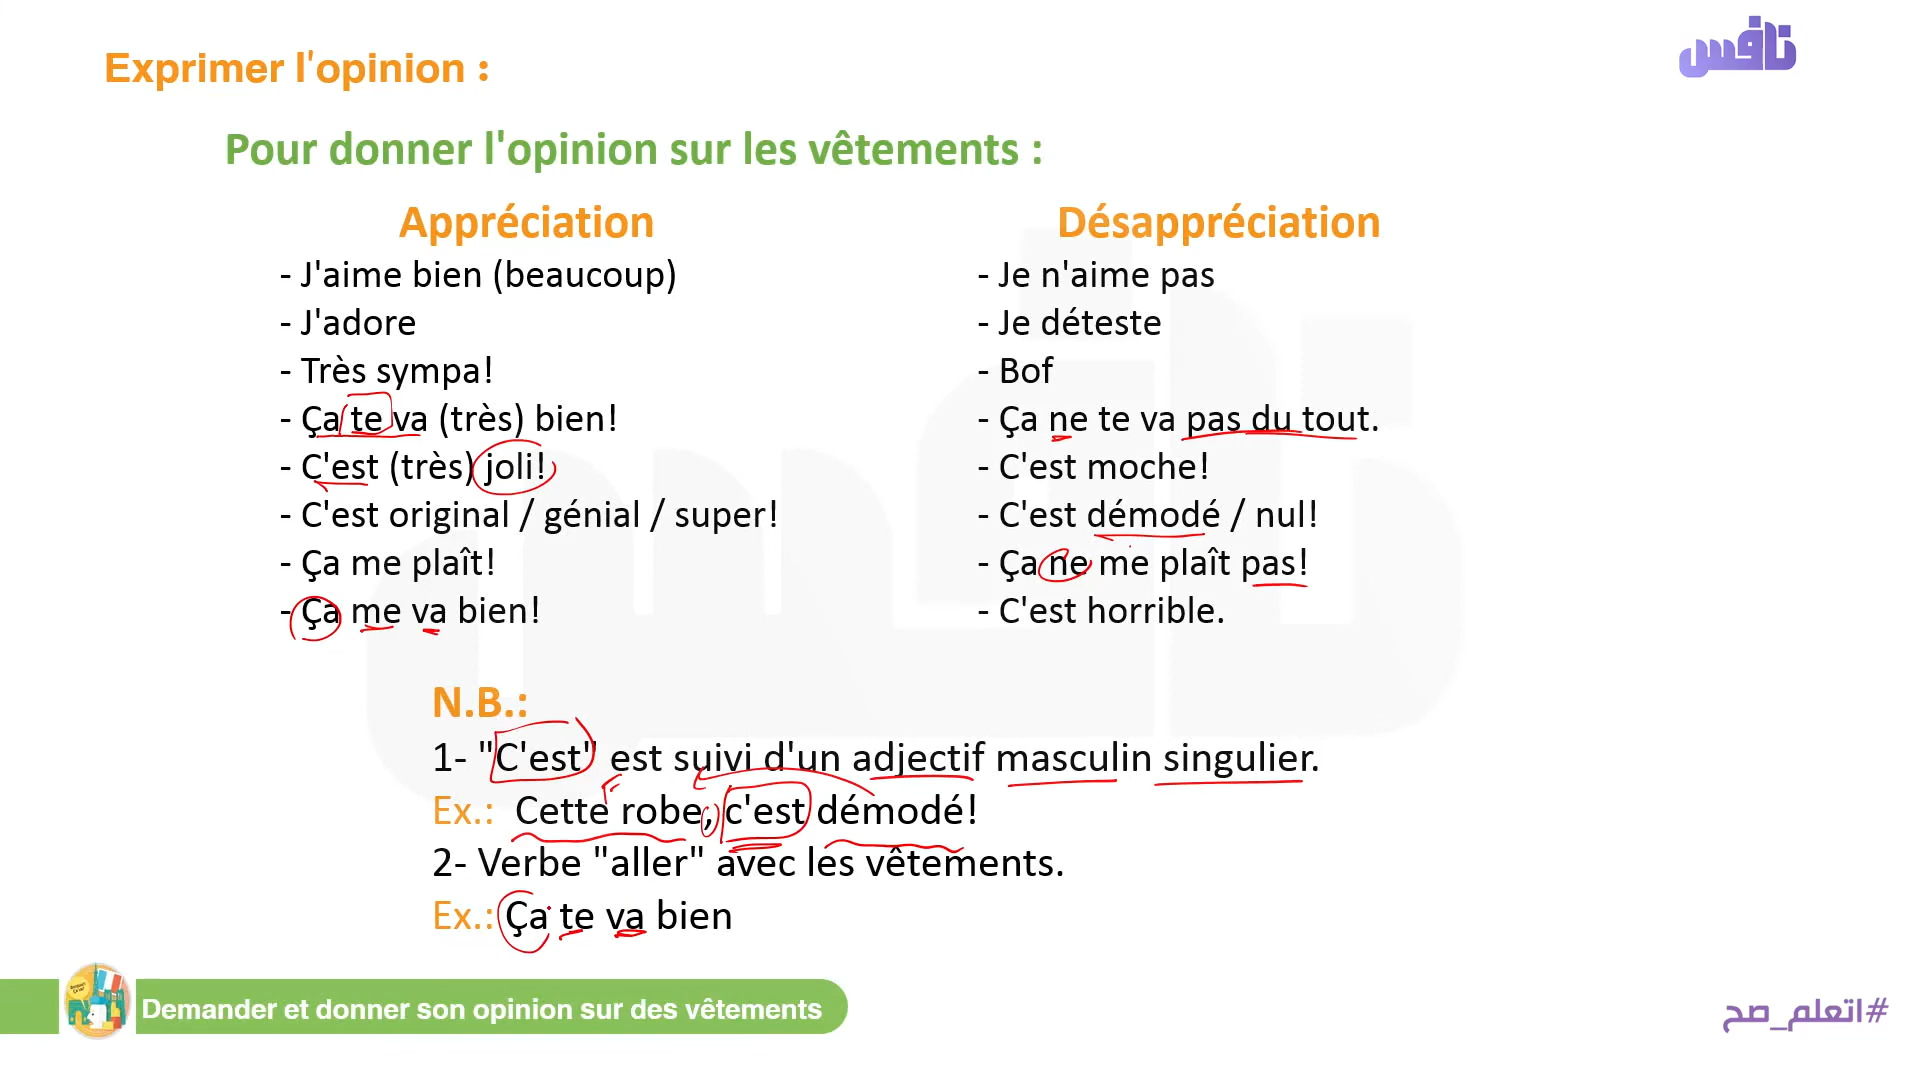 Exprimer l'opinion :
نافس
Pour donner l'opinion sur les vêtements :
Appréciation
- J'aime bien (beaucoup)
- J'adore
- Très sympa!
- Ça te va (très) bien!
- C'est (très) joli!
- C'est original / génial / super!
- Ça me plaît!
- Ça me va bien!
Désappréciation
- Je n'aime pas
- Je déteste
- Bof
- Ça ne te va pas du tout.
- C'est moche!
- C'est démodé / nul!
- Ça ne me plaît pas!
- C'est horrible.
N.B.:
1- "C'est" est suivi d'un adjectif masculin singulier.
Ex.: Cette robe, c'est démodé!
2- Verbe "aller" avec les vêtements.
Ex.: Ça te va bien
Demander et donner son opinion sur des vêtements
#اتعلم_صح